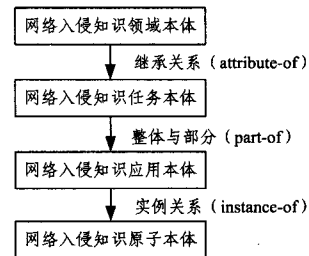 网络入侵知识领域本体
继承关系（attribute-of）
网络入侵知识任务本体
整体与部分（part-of）
网络入侵知识应用本体
实例关系（instance-of）
网络入侵知识原子本体